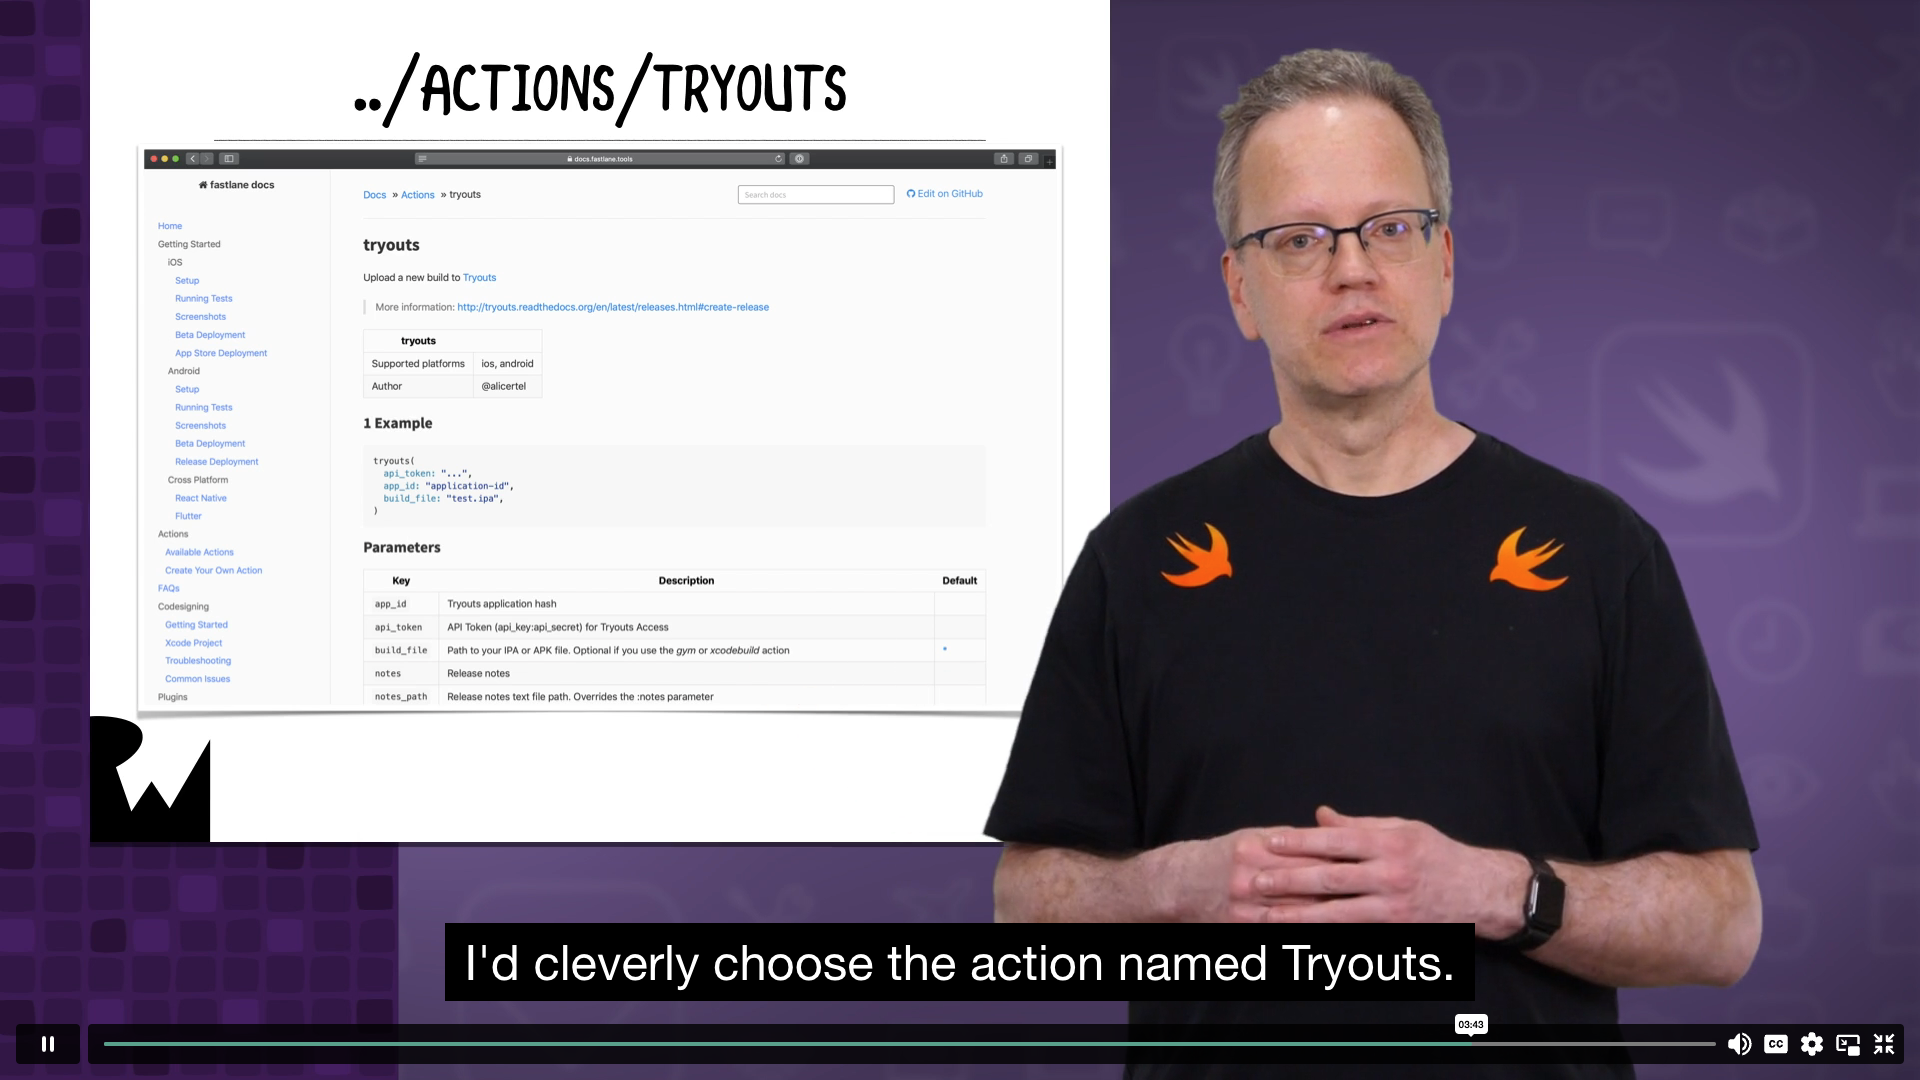 ../ACTIONS/TRYOUTS
docs.fastlane.tools
fastlane docs
Home
Getting Started
iOS
Setup
Running Tests
Screenshots
Beta Deployment
App Store Deployment
Android
Setup
Running Tests
Screenshots
Beta Deployment
Release Deployment
Cross Platform
React Native
Flutter
Actions
Available Actions
Create Your Own Action
FAQs
Codesigning
Getting Started
Xcode Project
Troubleshooting
Common Issues
Plugins
Docs » Actions » tryouts
Search docs
Edit on GitHub
tryouts
Upload a new build to Tryouts
More information: http://tryouts.readthedocs.org/en/latest/releases.html#create-release
tryouts
Supported platforms ios, android
Author @alicertel
1 Example
tryouts(
api_token: "...",
app_id: "application-id",
build_file: "test.ipa",
)
Parameters
Key Description Default
app_id Tryouts application hash
api_token API Token (api_key:api_secret) for Tryouts Access
build_file Path to your IPA or APK file. Optional if you use the gym or xcodebuild action *
notes Release notes
notes_path Release notes text file path. Overrides the :notes parameter
RW
I'd cleverly choose the action named Tryouts.
03:43
CC